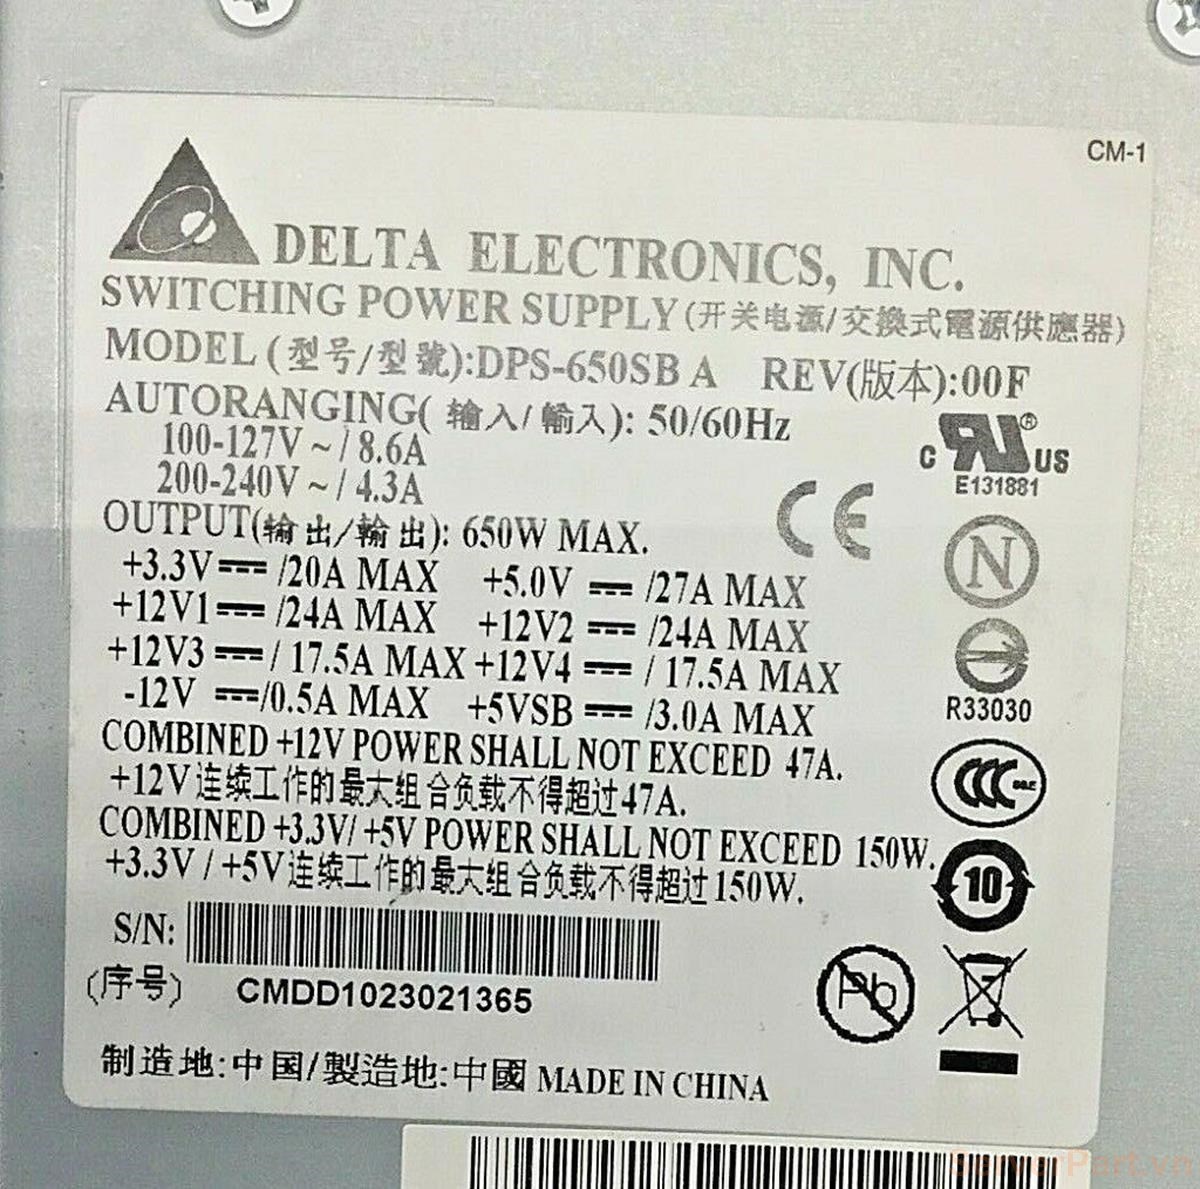 CM-1
DELTA ELECTRONICS, INC.
SWITCHING POWER SUPPLY(开关电源/交換式電源供應器)
MODEL (型号/型號):DPS-650SB A REV(版本):00F
AUTORANGING( 输入/輸入): 50/60Hz
100-127V ~ / 8.6A
200-240V ~ / 4.3A
c RU® US
E131881
OUTPUT(输出/輸出): 650W MAX.
CE
N
+3.3V⎓/20A MAX +5.0V ⎓ /27A MAX
+12V1⎓ /24A MAX +12V2 ⎓ /24A MAX
+12V3 ⎓ / 17.5A MAX +12V4 ⎓ / 17.5A MAX
-12V ⎓/0.5A MAX +5VSB ⎓ /3.0A MAX
R33030
COMBINED +12V POWER SHALL NOT EXCEED 47A.
+12V连续工作的最大组合负载不得超过47A.
CCC
COMBINED +3.3V/ +5V POWER SHALL NOT EXCEED 150W.
+3.3V / +5V连续工作的最大组合负载不得超过150W.
10
S/N:
(序号) CMDD1023021365
Pb
制造地:中国/製造地:中國 MADE IN CHINA
ServerPart.vn